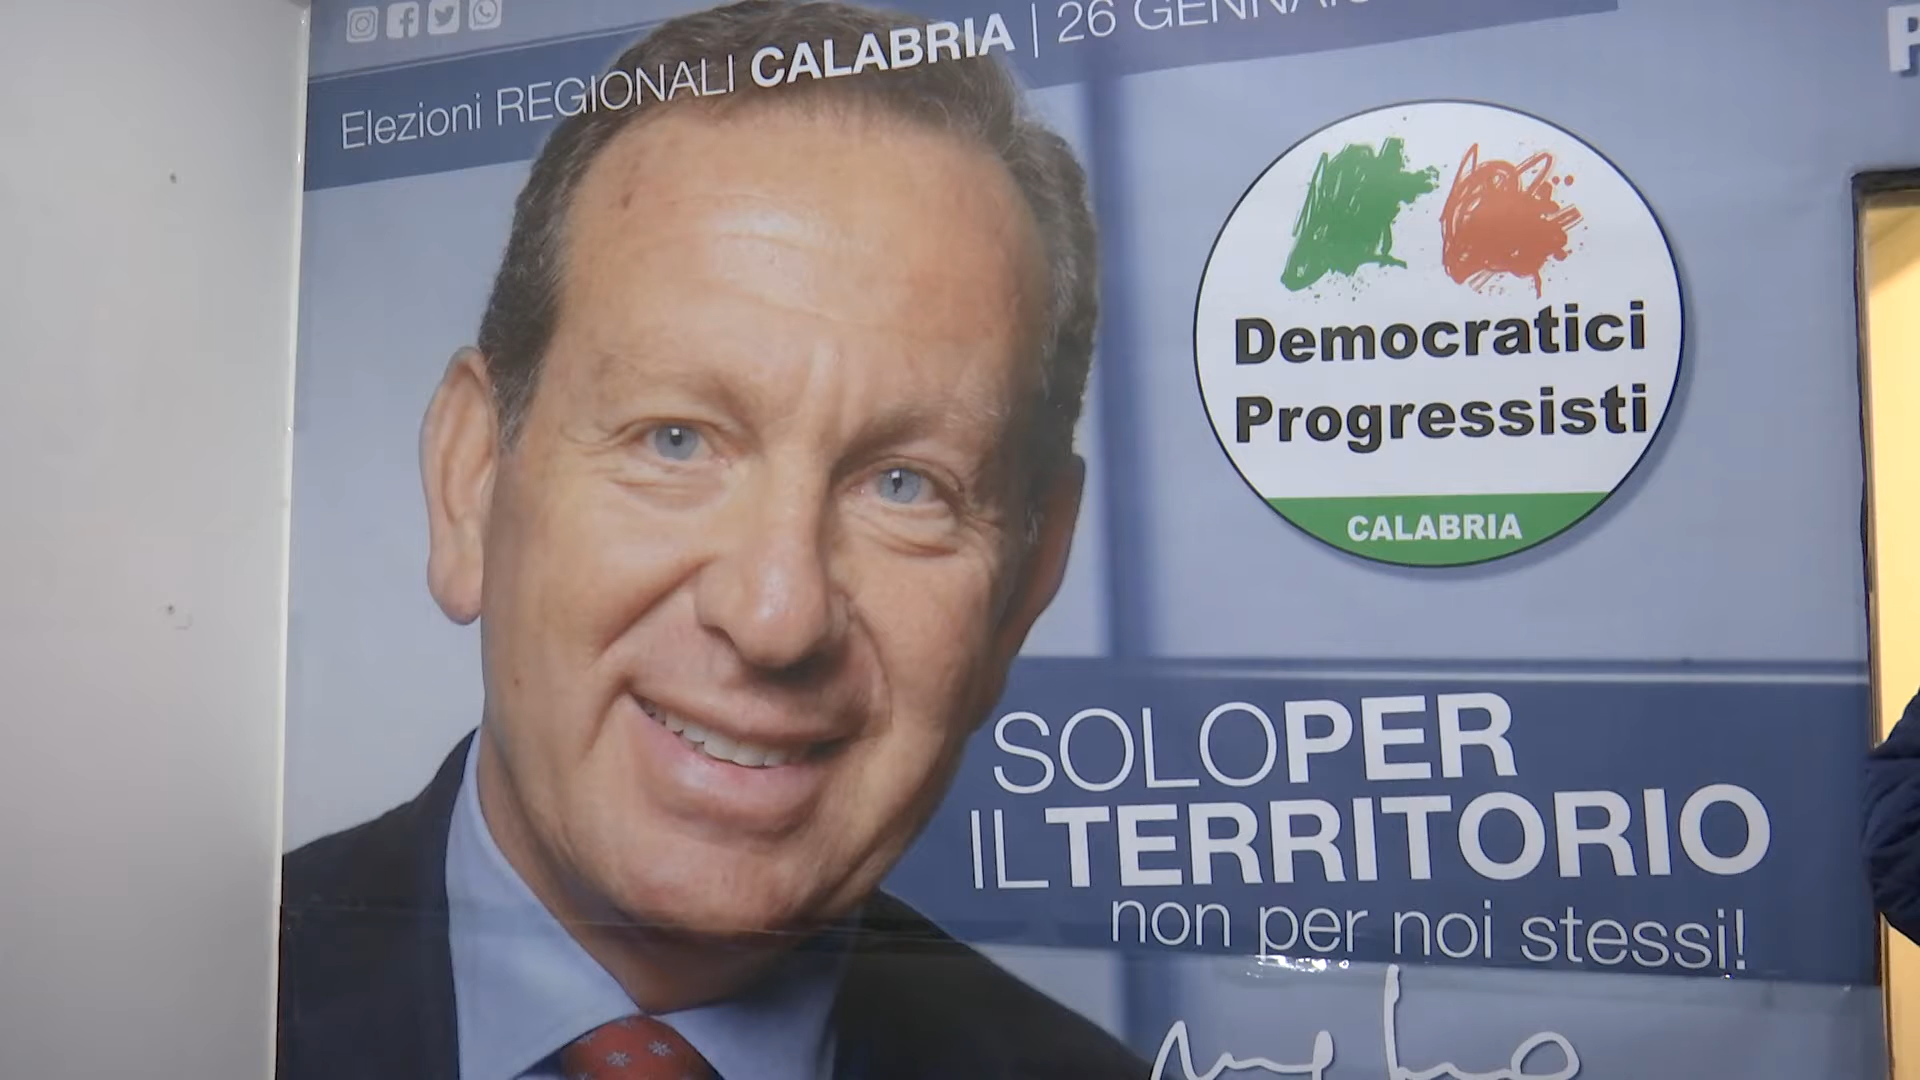 Elezioni REGIONALI CALABRIA | 26
Democratici
Progressisti
CALABRIA
SOLOPER
ILTERRITORIO
non per noi stessi!